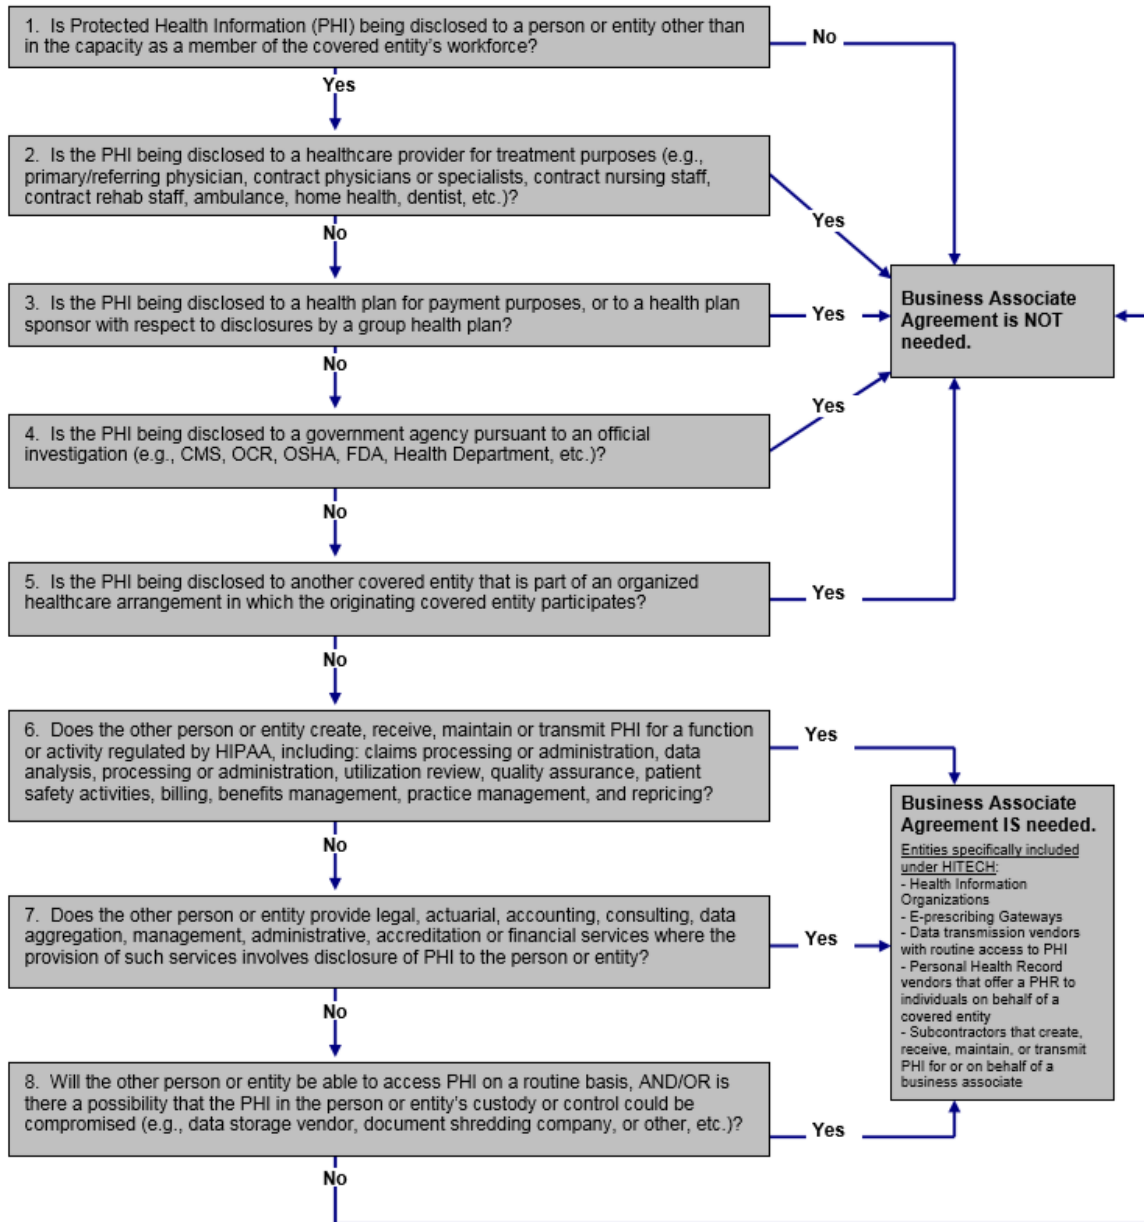 1. Is Protected Health Information (PHI) being disclosed to a person or entity other than
in the capacity as a member of the covered entity's workforce?
No
Yes
2. Is the PHI being disclosed to a healthcare provider for treatment purposes (e.g.,
primary/referring physician, contract physicians or specialists, contract nursing staff,
contract rehab staff, ambulance, home health, dentist, etc.)?
Yes
No
3. Is the PHI being disclosed to a health plan for payment purposes, or to a health plan
sponsor with respect to disclosures by a group health plan?
Yes
Business Associate
Agreement is NOT
needed.
No
4. Is the PHI being disclosed to a government agency pursuant to an official
investigation (e.g., CMS, OCR, OSHA, FDA, Health Department, etc.)?
Yes
No
5. Is the PHI being disclosed to another covered entity that is part of an organized
healthcare arrangement in which the originating covered entity participates?
Yes
No
6. Does the other person or entity create, receive, maintain or transmit PHI for a function
or activity regulated by HIPAA, including: claims processing or administration, data
analysis, processing or administration, utilization review, quality assurance, patient
safety activities, billing, benefits management, practice management, and repricing?
Yes
No
7. Does the other person or entity provide legal, actuarial, accounting, consulting, data
aggregation, management, administrative, accreditation or financial services where the
provision of such services involves disclosure of PHI to the person or entity?
Yes
Business Associate
Agreement IS needed.
Entities specifically included
under HITECH:
- Health Information
Organizations
- E-prescribing Gateways
- Data transmission vendors
with routine access to PHI
- Personal Health Record
vendors that offer a PHR to
individuals on behalf of a
covered entity
- Subcontractors that create,
receive, maintain, or transmit
PHI for or on behalf of a
business associate
No
8. Will the other person or entity be able to access PHI on a routine basis, AND/OR is
there a possibility that the PHI in the person or entity's custody or control could be
compromised (e.g., data storage vendor, document shredding company, or other, etc.)?
Yes
No